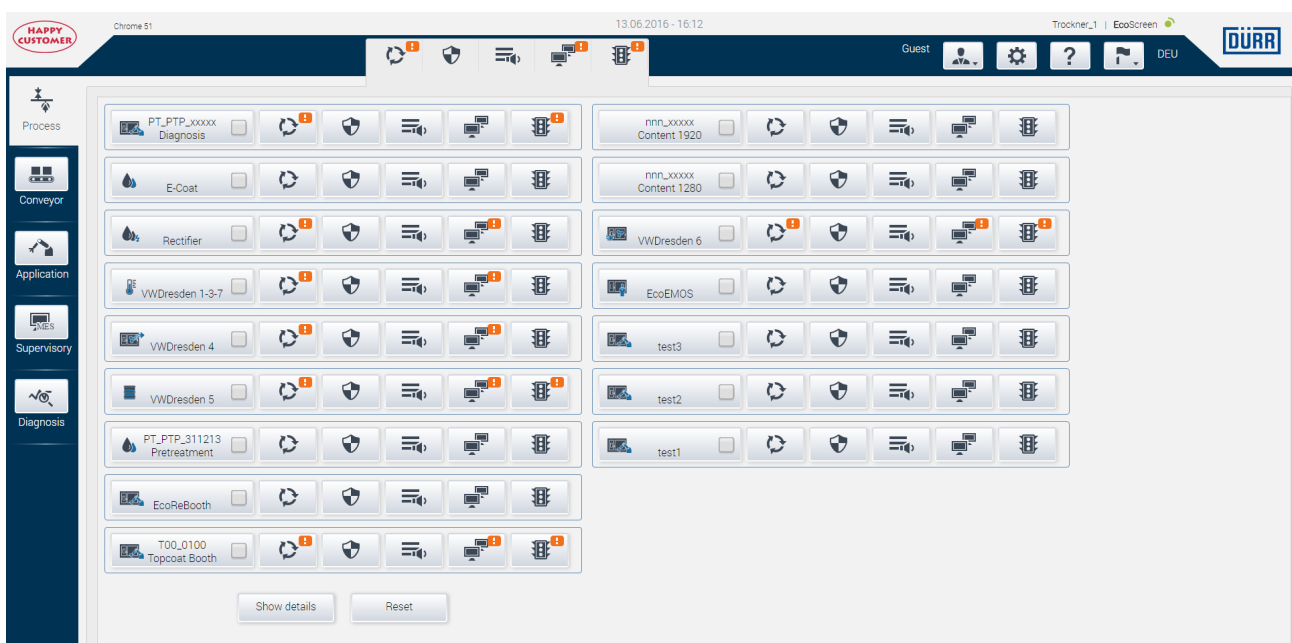 HAPPY
CUSTOMER
Chrome 51
13.06.2016 - 16:12
Trockner_1 | EcoScreen
DÜRR
Guest
?
DEU
Process
Conveyor
Application
MES
Supervisory
Diagnosis
PT_PTP_xxxxx
Diagnosis
E-Coat
Rectifier
VWDresden 1-3-7
VWDresden 4
VWDresden 5
PT_PTP_311213
Pretreatment
EcoReBooth
T00_0100
Topcoat Booth
nnn_xxxxx
Content 1920
nnn_xxxxx
Content 1280
VWDresden 6
EcoEMOS
test3
test2
test1
Show details
Reset